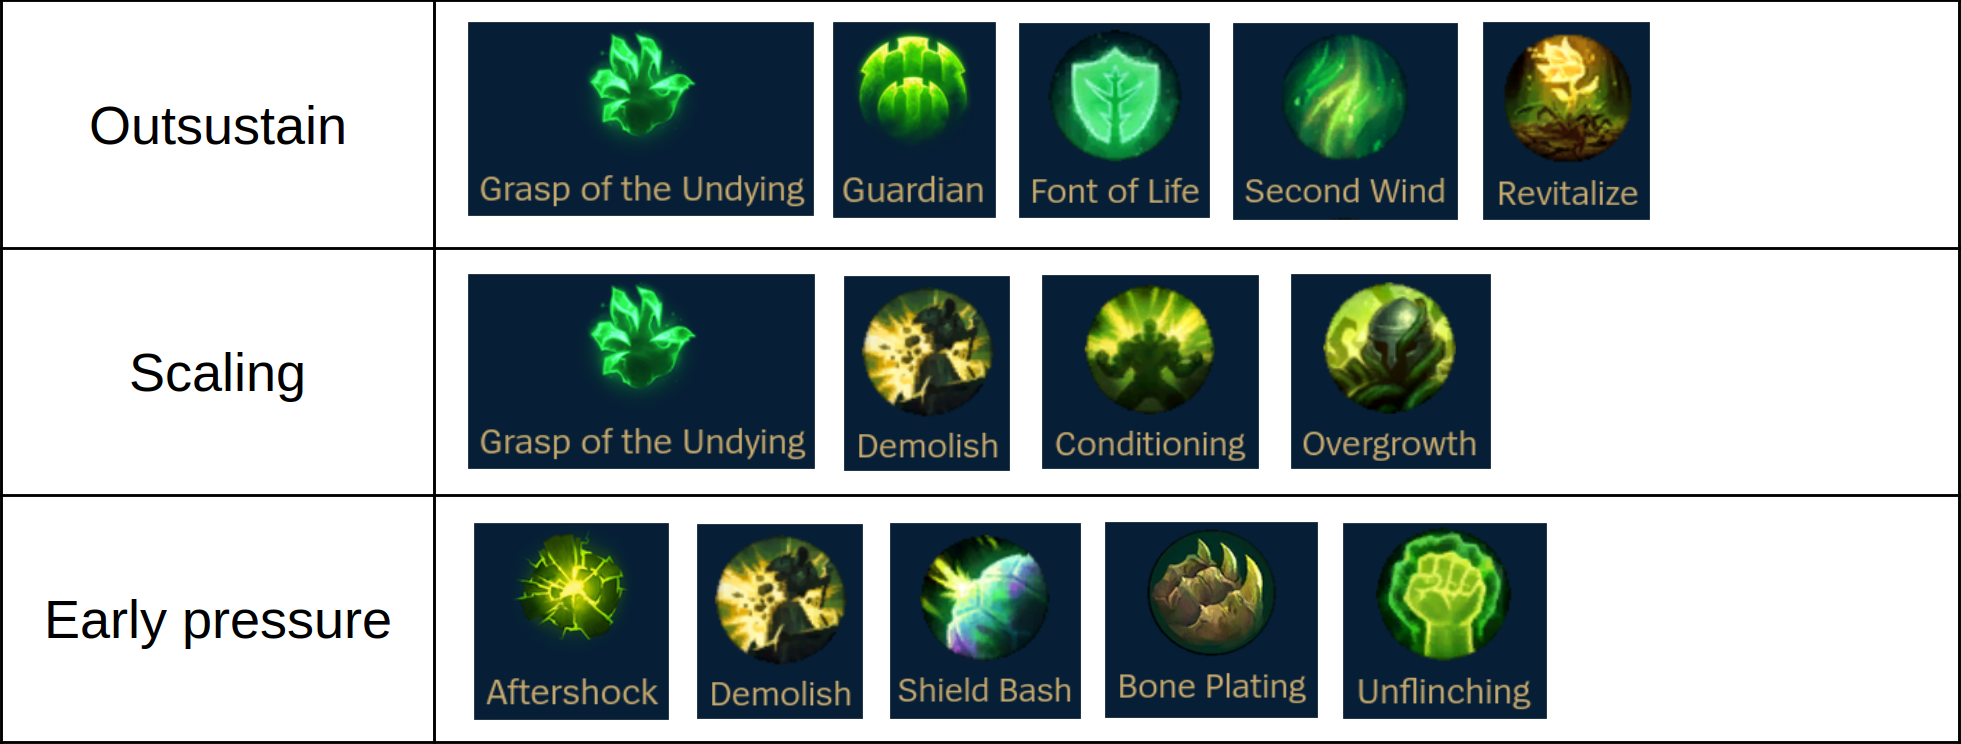 Outsustain
Grasp of the Undying
Guardian
Font of Life
Second Wind
Revitalize
Scaling
Grasp of the Undying
Demolish
Conditioning
Overgrowth
Early pressure
Aftershock
Demolish
Shield Bash
Bone Plating
Unflinching